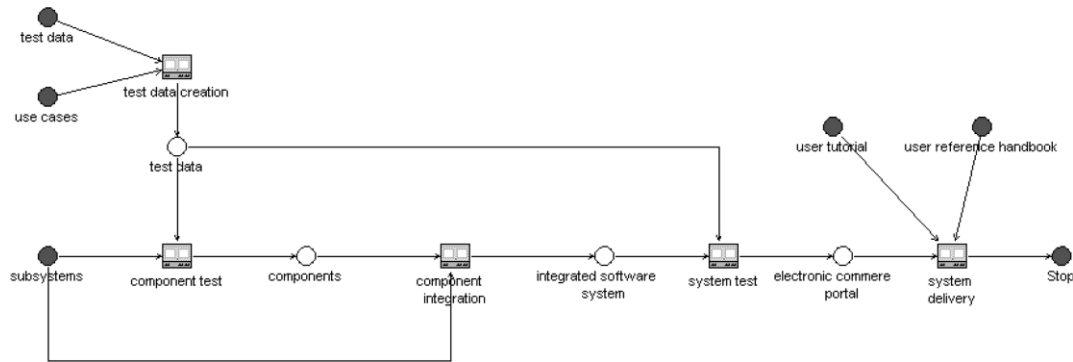 test data
test data creation
use cases
test data
user tutorial
user reference handbook
subsystems
component test
components
component
integration
integrated software
system
system test
electronic commere
portal
system
delivery
Stop